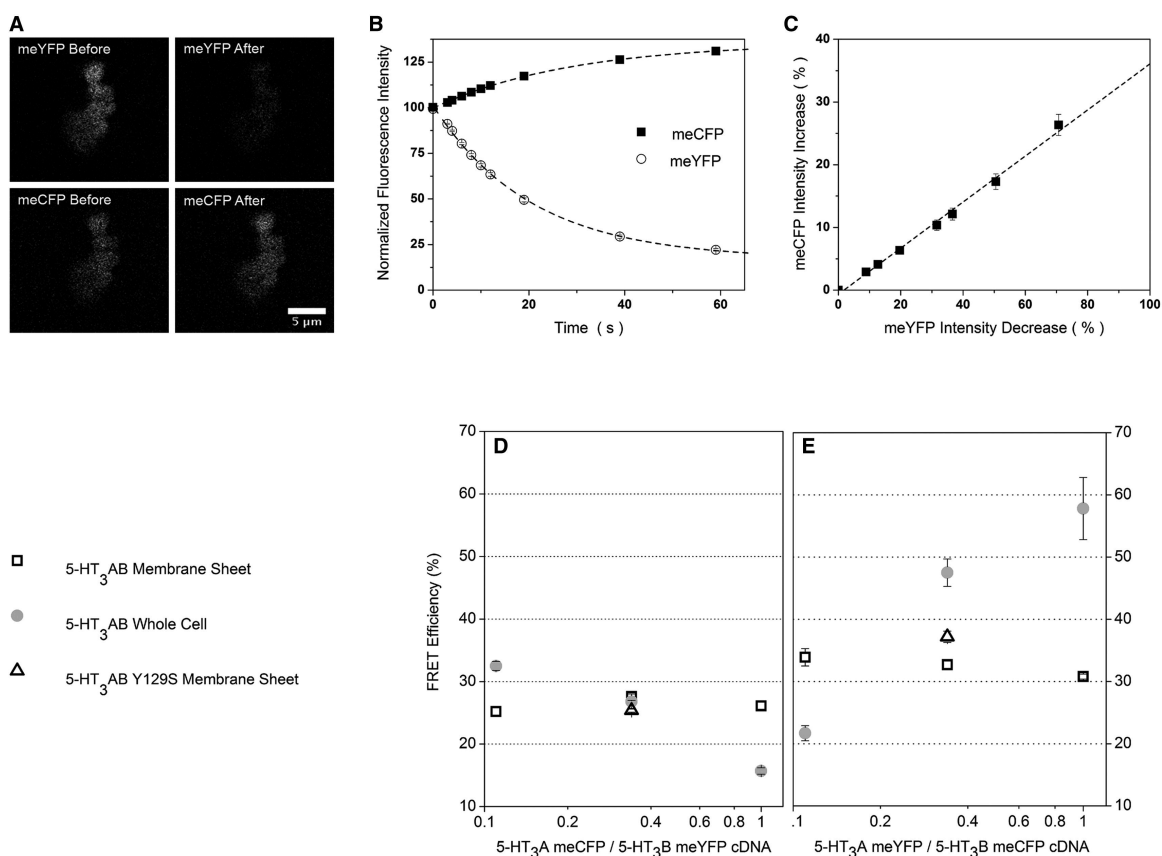 A
meYFP Before
meYFP After
meCFP Before
meCFP After
5 μm
B
Normalized Fluorescence Intensity
125
100
75
50
25
0
0
20
40
60
Time ( s )
meCFP
meYFP
C
meCFP Intensity Increase ( % )
40
30
20
10
0
0
20
40
60
80
100
meYFP Intensity Decrease ( % )
5-HT3AB Membrane Sheet
5-HT3AB Whole Cell
5-HT3AB Y129S Membrane Sheet
D
FRET Efficiency (%)
70
60
50
40
30
20
10
0.1
0.2
0.4
0.6
0.8
1
5-HT3A meCFP / 5-HT3B meYFP cDNA
E
70
60
50
40
30
20
10
.1
0.2
0.4
0.6
0.8
1
5-HT3A meYFP / 5-HT3B meCFP cDNA